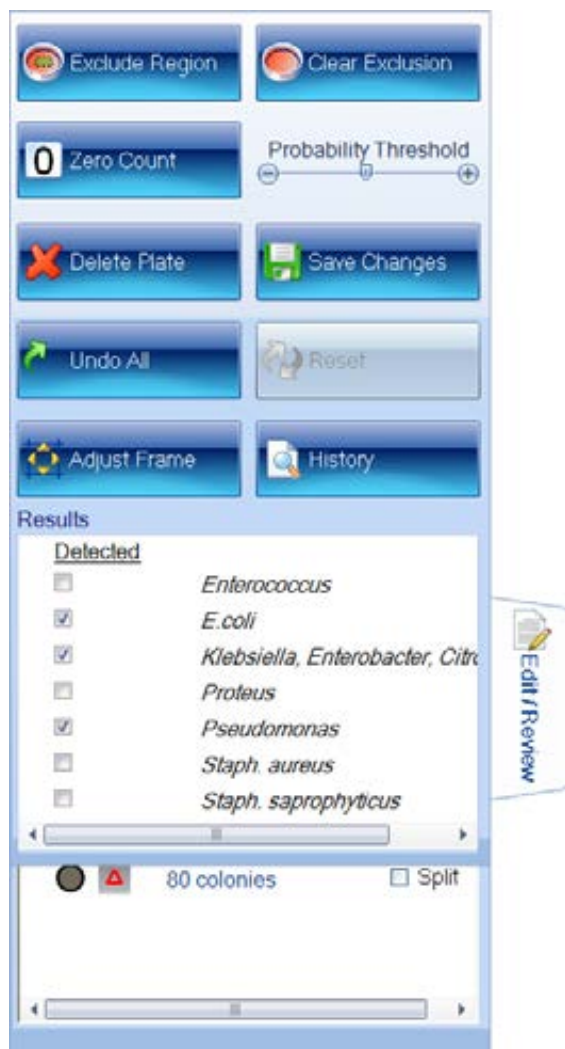 Exclude Region
Clear Exclusion
0 Zero Count
Probability Threshold
Delete Plate
Save Changes
Undo All
Reset
Adjust Frame
History
Results
Detected
Enterococcus
E.coli
Klebsiella, Enterobacter, Citro
Proteus
Pseudomonas
Staph. aureus
Staph. saprophyticus
80 colonies
Split
Edit / Review